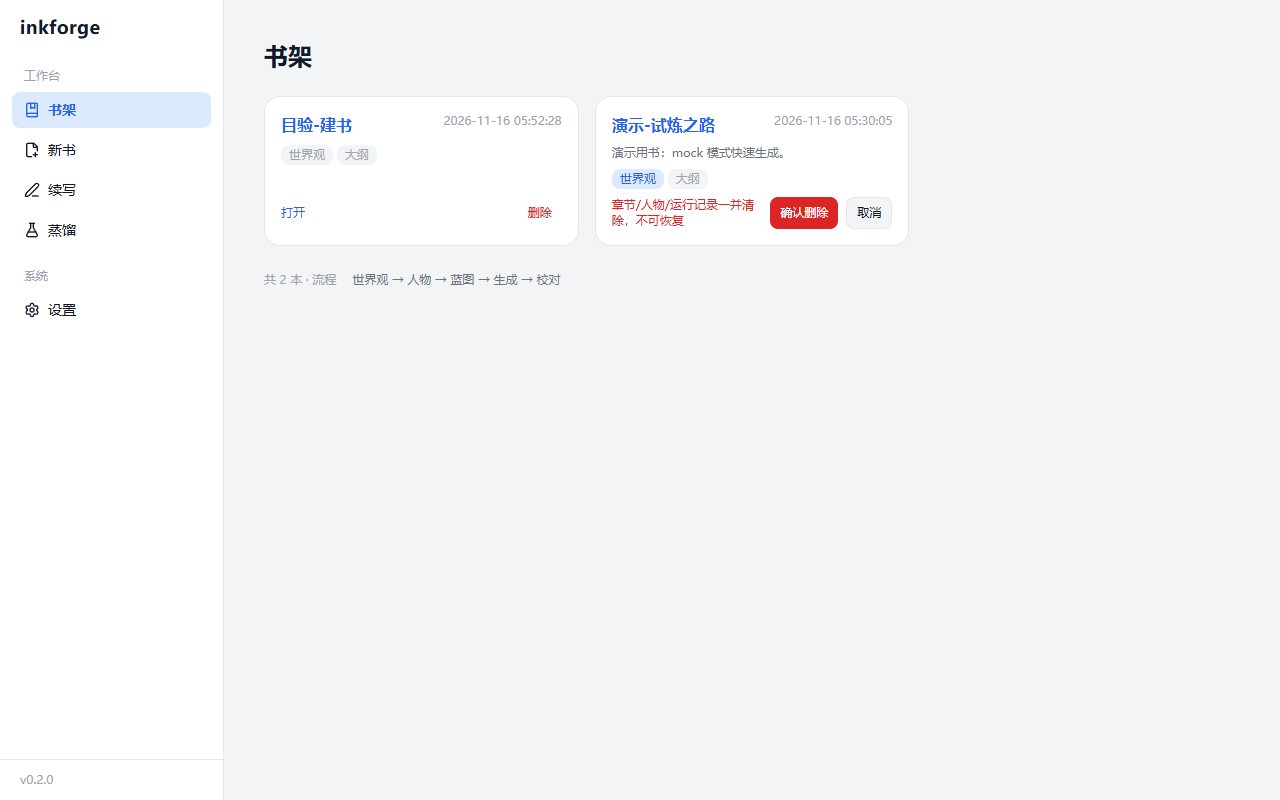 inkforge
工作台
书架
新书
续写
蒸馏
系统
设置
v0.2.0
书架
目验-建书 2026-11-16 05:52:28
世界观 大纲
打开 删除
演示-试炼之路 2026-11-16 05:30:05
演示用书：mock 模式快速生成。
世界观 大纲
章节/人物/运行记录一并清
除，不可恢复
确认删除 取消
共 2 本 · 流程 世界观 → 人物 → 蓝图 → 生成 → 校对